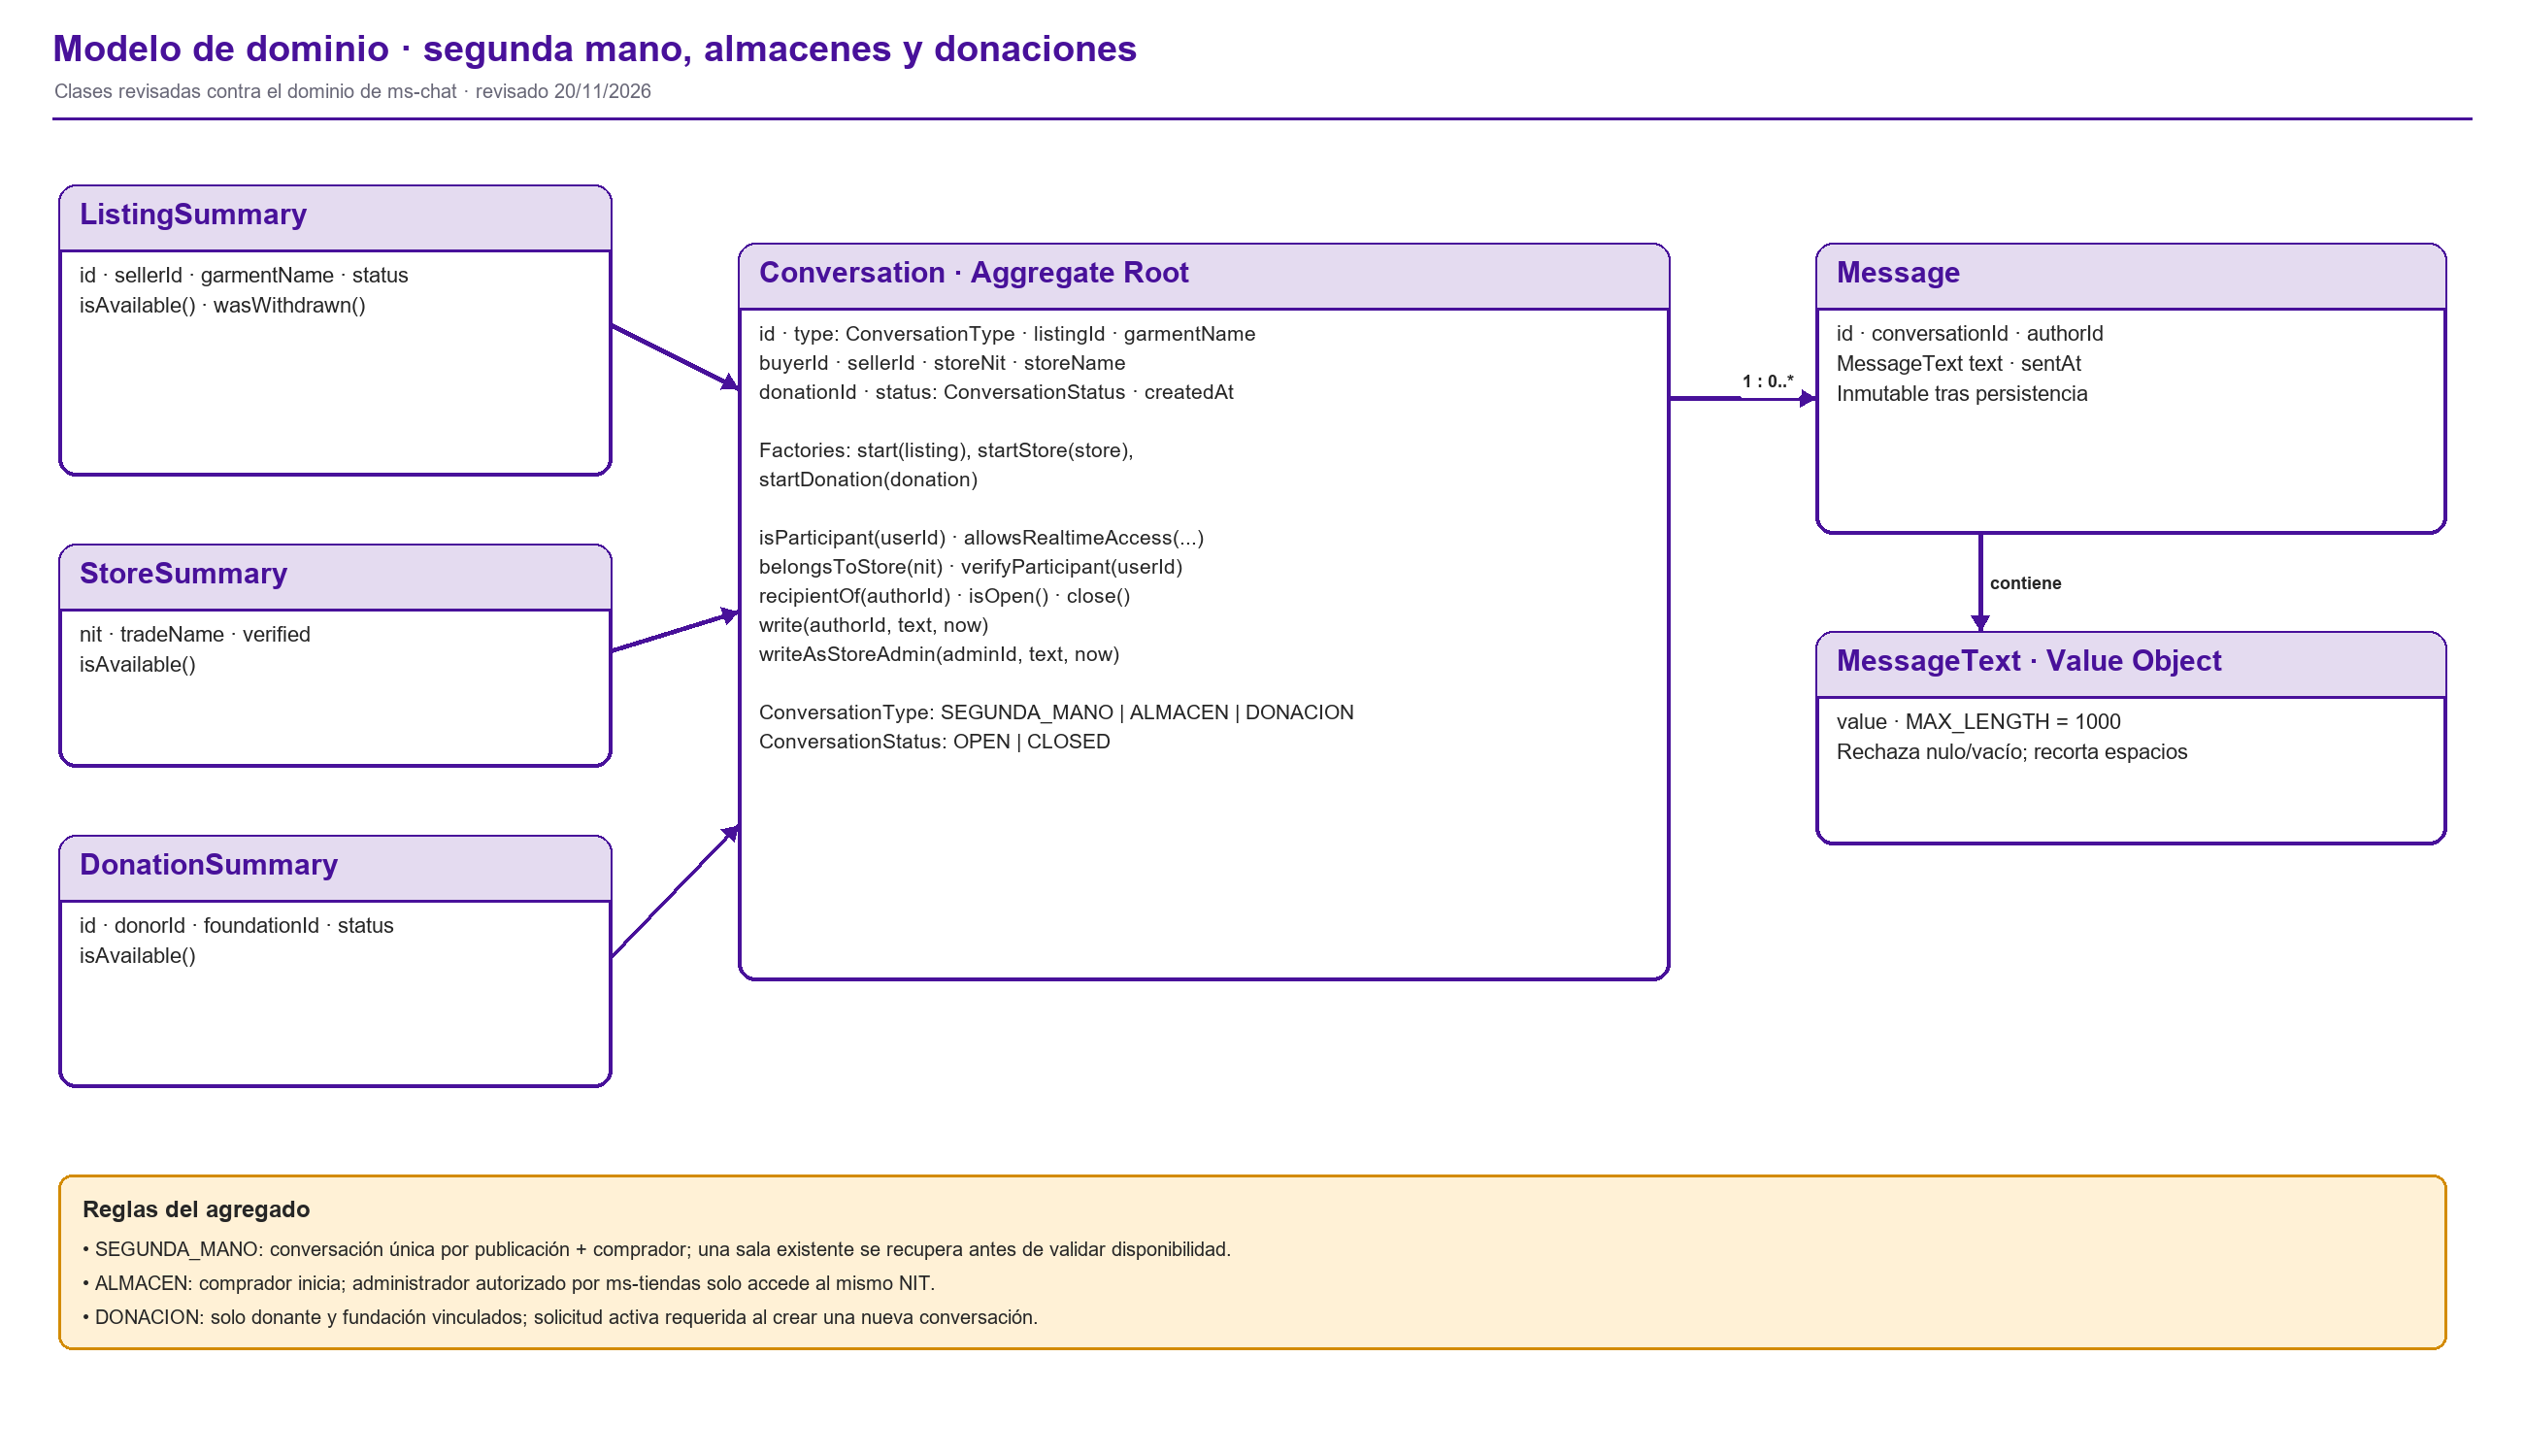 Modelo de dominio · segunda mano, almacenes y donaciones
Clases revisadas contra el dominio de ms-chat · revisado 20/11/2026
ListingSummary
id · sellerId · garmentName · status
isAvailable() · wasWithdrawn()
StoreSummary
nit · tradeName · verified
isAvailable()
DonationSummary
id · donorId · foundationId · status
isAvailable()
Conversation · Aggregate Root
id · type: ConversationType · listingId · garmentName
buyerId · sellerId · storeNit · storeName
donationId · status: ConversationStatus · createdAt
Factories: start(listing), startStore(store),
startDonation(donation)
isParticipant(userId) · allowsRealtimeAccess(...)
belongsToStore(nit) · verifyParticipant(userId)
recipientOf(authorId) · isOpen() · close()
write(authorId, text, now)
writeAsStoreAdmin(adminId, text, now)
ConversationType: SEGUNDA_MANO | ALMACEN | DONACION
ConversationStatus: OPEN | CLOSED
1 : 0..*
Message
id · conversationId · authorId
MessageText text · sentAt
Inmutable tras persistencia
contiene
MessageText · Value Object
value · MAX_LENGTH = 1000
Rechaza nulo/vacío; recorta espacios
Reglas del agregado
• SEGUNDA_MANO: conversación única por publicación + comprador; una sala existente se recupera antes de validar disponibilidad.
• ALMACEN: comprador inicia; administrador autorizado por ms-tiendas solo accede al mismo NIT.
• DONACION: solo donante y fundación vinculados; solicitud activa requerida al crear una nueva conversación.